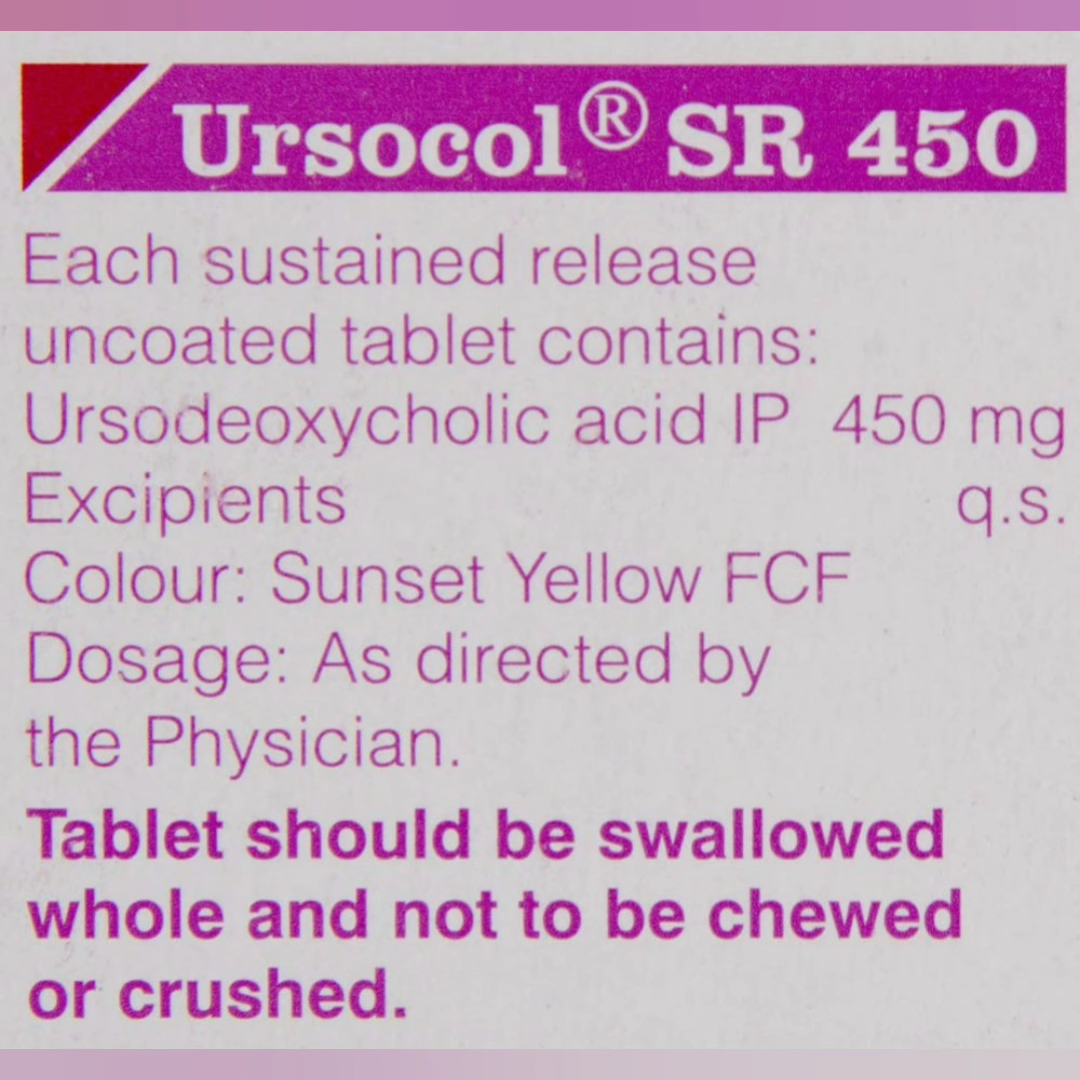 Ursocol® SR 450
Each sustained release
uncoated tablet contains:
Ursodeoxycholic acid IP 450 mg
Excipients q.s.
Colour: Sunset Yellow FCF
Dosage: As directed by
the Physician.
Tablet should be swallowed
whole and not to be chewed
or crushed.